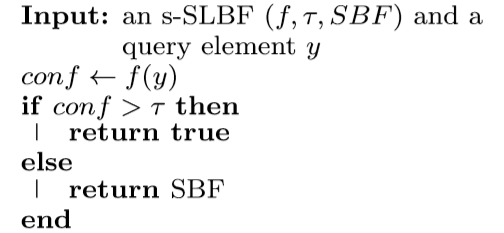 Input: an s-SLBF (f, τ, SBF) and a
query element y
conf ← f(y)
if conf > τ then
return true
else
return SBF
end